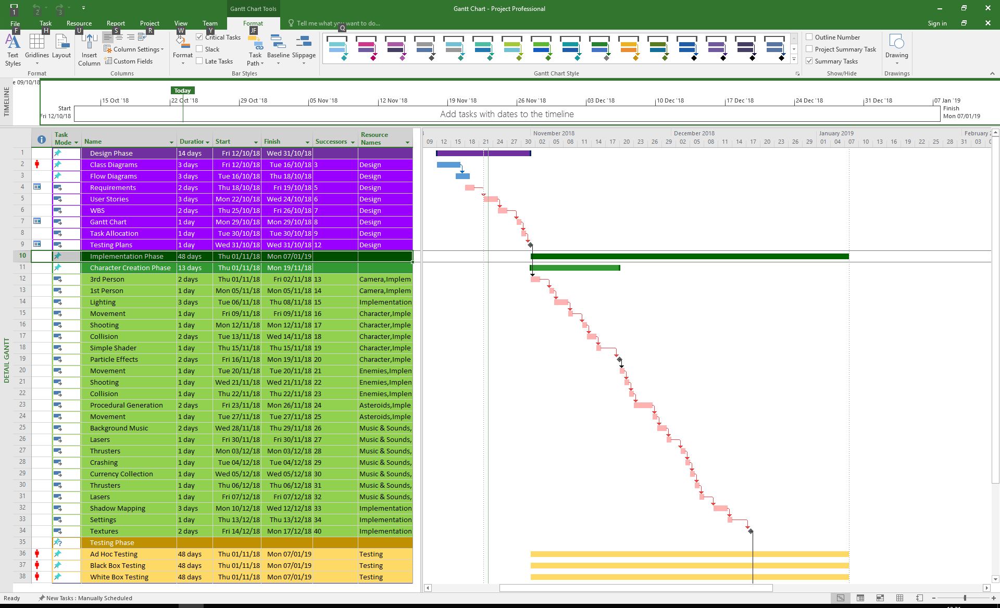 1 2 3
Gantt Chart Tools
Gantt Chart - Project Professional
File Task Resource Report Project View Team Format Tell me what you want to do...
Sign in
F H U S R W Y JF Q
Critical Tasks
Slack
Late Tasks
Column Settings
Custom Fields
Text Styles Gridlines Layout Insert Column Format Task Path Baseline Slippage
Outline Number
Project Summary Task
Summary Tasks
Drawing
Format Columns Bar Styles Gantt Chart Style Show/Hide Drawings
TIMELINE
e 09/10/18
Today
15 Oct '18 22 Oct '18 29 Oct '18 05 Nov '18 12 Nov '18 19 Nov '18 26 Nov '18 03 Dec '18 10 Dec '18 17 Dec '18 24 Dec '18 31 Dec '18 07 Jan '19
Start
Fri 12/10/18
Add tasks with dates to the timeline
Finish
Mon 07/01/19
DETAIL GANTT
Task Mode Name Duration Start Finish Successors Resource Names
November 2018 December 2018 January 2019 February
09 12 15 18 21 24 27 30 02 05 08 11 14 17 20 23 26 29 02 05 08 11 14 17 20 23 26 29 01 04 07 10 13 16 19 22 25 28 31 03
1 Design Phase 14 days Fri 12/10/18 Wed 31/10/18
2 Class Diagrams 3 days Fri 12/10/18 Tue 16/10/18 3 Design
3 Flow Diagrams 3 days Tue 16/10/18 Thu 18/10/18 Design
4 Requirements 2 days Thu 18/10/18 Fri 19/10/18 5 Design
5 User Stories 3 days Mon 22/10/18 Wed 24/10/18 6 Design
6 WBS 2 days Thu 25/10/18 Fri 26/10/18 7 Design
7 Gantt Chart 1 day Mon 29/10/18 Mon 29/10/18 8 Design
8 Task Allocation 1 day Tue 30/10/18 Tue 30/10/18 9 Design
9 Testing Plans 1 day Wed 31/10/18 Wed 31/10/18 12 Design
10 Implementation Phase 48 days Thu 01/11/18 Mon 07/01/19
11 Character Creation Phase 13 days Thu 01/11/18 Mon 19/11/18
12 3rd Person 2 days Thu 01/11/18 Fri 02/11/18 13 Camera,Implem
13 1st Person 1 day Mon 05/11/18 Mon 05/11/18 14 Camera,Implem
14 Lighting 3 days Tue 06/11/18 Thu 08/11/18 15 Implementation
15 Movement 1 day Fri 09/11/18 Fri 09/11/18 16 Character,Imple
16 Shooting 1 day Mon 12/11/18 Mon 12/11/18 17 Character,Imple
17 Collision 2 days Tue 13/11/18 Wed 14/11/18 18 Character,Imple
18 Simple Shader 1 day Thu 15/11/18 Thu 15/11/18 19 Character,Imple
19 Particle Effects 2 days Fri 16/11/18 Mon 19/11/18 20 Character,Imple
20 Movement 1 day Tue 20/11/18 Tue 20/11/18 21 Enemies,Implen
21 Shooting 1 day Wed 21/11/18 Wed 21/11/18 22 Enemies,Implen
22 Collision 1 day Thu 22/11/18 Thu 22/11/18 23 Enemies,Implen
23 Procedural Generation 2 days Fri 23/11/18 Mon 26/11/18 24 Asteroids,Imple
24 Movement 1 day Tue 27/11/18 Tue 27/11/18 25 Asteroids,Imple
25 Background Music 2 days Wed 28/11/18 Thu 29/11/18 26 Music & Sounds,
26 Lasers 1 day Fri 30/11/18 Fri 30/11/18 27 Music & Sounds,
27 Thrusters 1 day Mon 03/12/18 Mon 03/12/18 28 Music & Sounds,
28 Crashing 1 day Tue 04/12/18 Tue 04/12/18 29 Music & Sounds,
29 Currency Collection 1 day Wed 05/12/18 Wed 05/12/18 30 Music & Sounds,
30 Thrusters 1 day Thu 06/12/18 Thu 06/12/18 31 Music & Sounds,
31 Lasers 1 day Fri 07/12/18 Fri 07/12/18 32 Music & Sounds,
32 Shadow Mapping 3 days Mon 10/12/18 Wed 12/12/18 33 Implementation
33 Settings 1 day Thu 13/12/18 Thu 13/12/18 34 Implementation
34 Textures 2 days Fri 14/12/18 Mon 17/12/18 40 Implementation
35 Testing Phase
36 Ad Hoc Testing 48 days Thu 01/11/18 Mon 07/01/19 Testing
37 Black Box Testing 48 days Thu 01/11/18 Mon 07/01/19 Testing
38 White Box Testing 48 days Thu 01/11/18 Mon 07/01/19 Testing
Ready New Tasks : Manually Scheduled